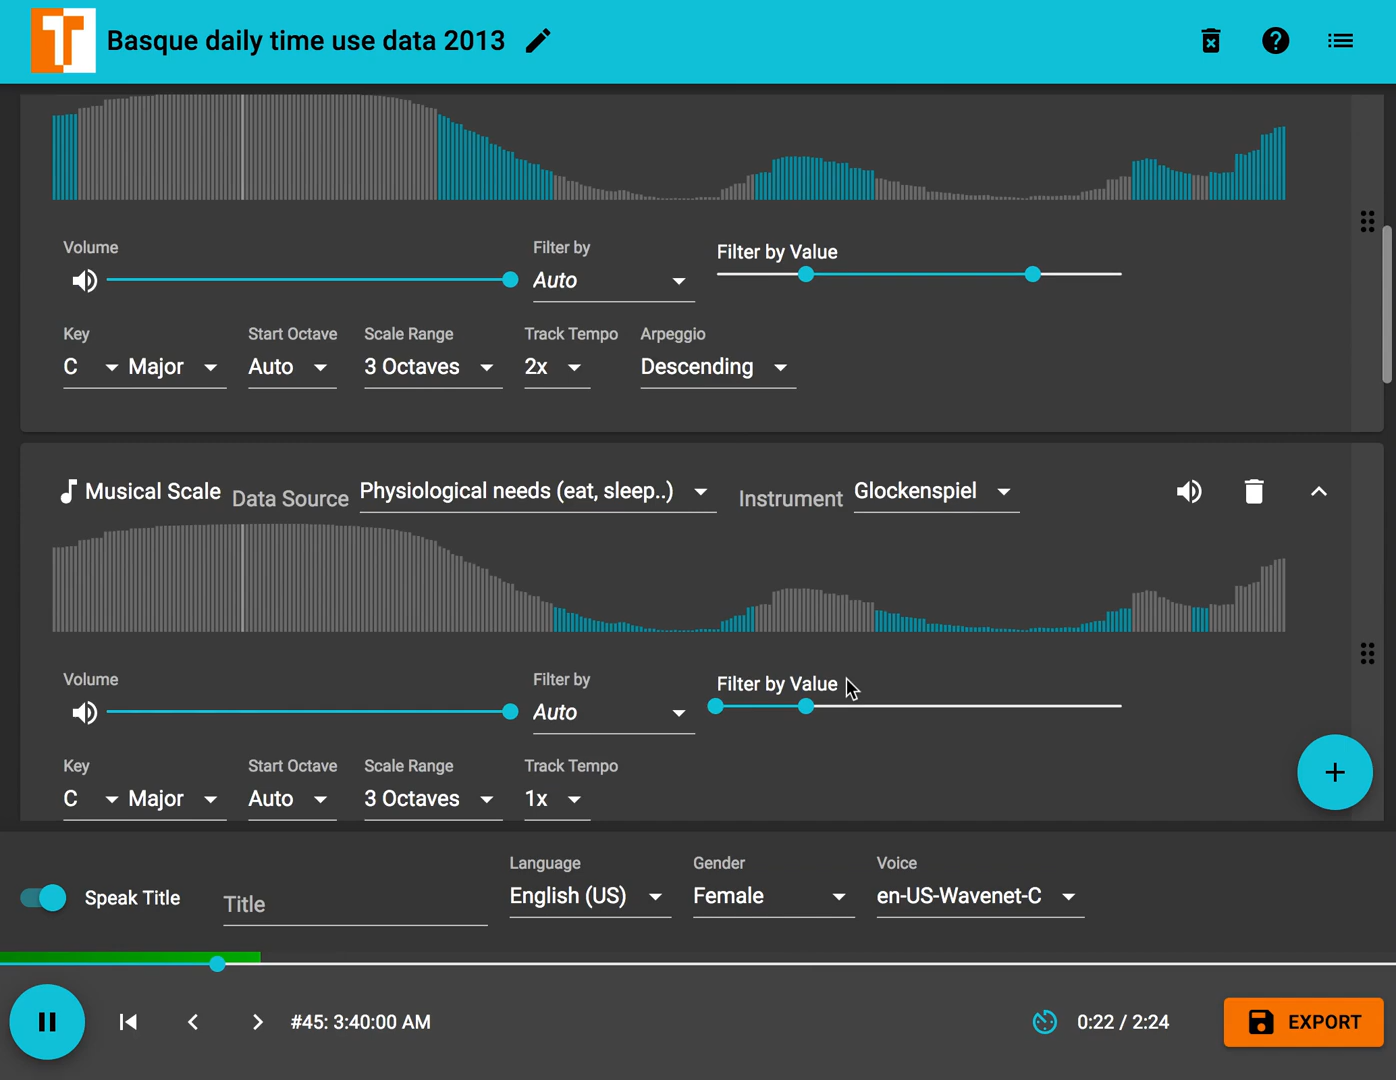 T Basque daily time use data 2013
Volume
Filter by
Auto
Filter by Value
Key
C Major
Start Octave
Auto
Scale Range
3 Octaves
Track Tempo
2x
Arpeggio
Descending
Musical Scale Data Source Physiological needs (eat, sleep..) Instrument Glockenspiel
Volume
Filter by
Auto
Filter by Value
Key
C Major
Start Octave
Auto
Scale Range
3 Octaves
Track Tempo
1x
Speak Title
Title
Language
English (US)
Gender
Female
Voice
en-US-Wavenet-C
#45: 3:40:00 AM
0:22 / 2:24
EXPORT